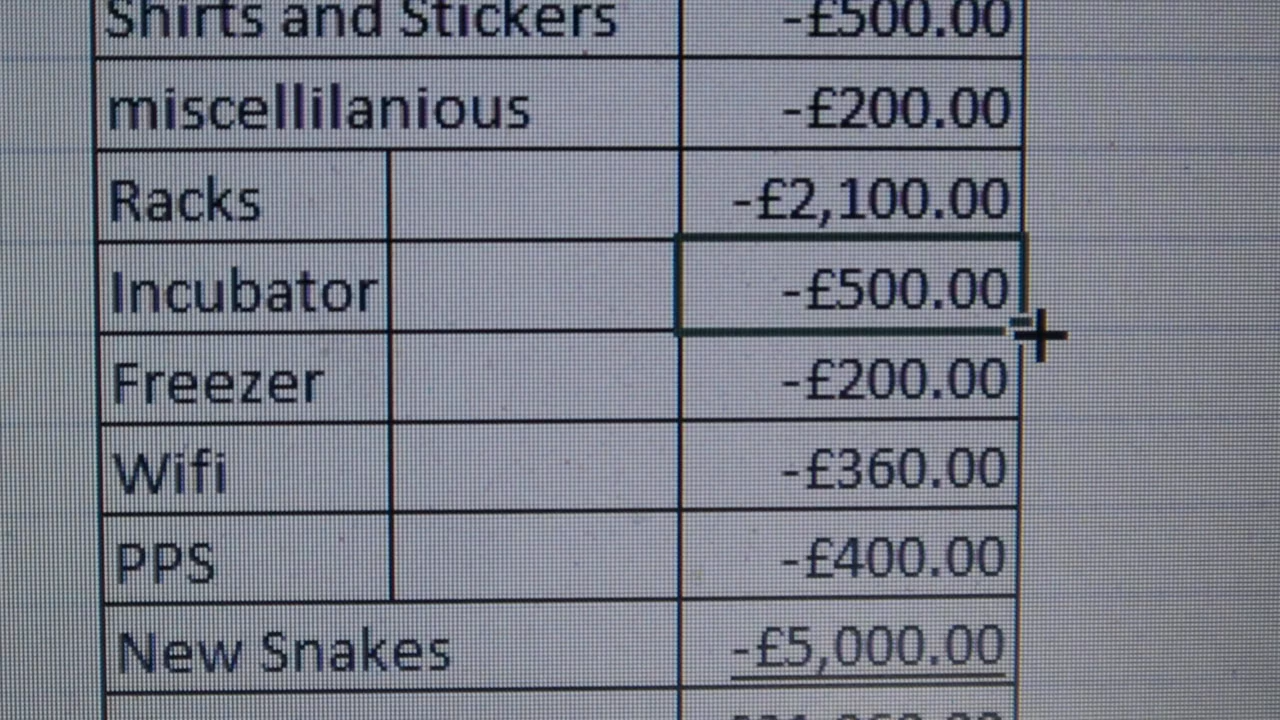 Shirts and Stickers -£500.00
miscellilanious -£200.00
Racks -£2,100.00
Incubator -£500.00
Freezer -£200.00
Wifi -£360.00
PPS -£400.00
New Snakes -£5,000.00